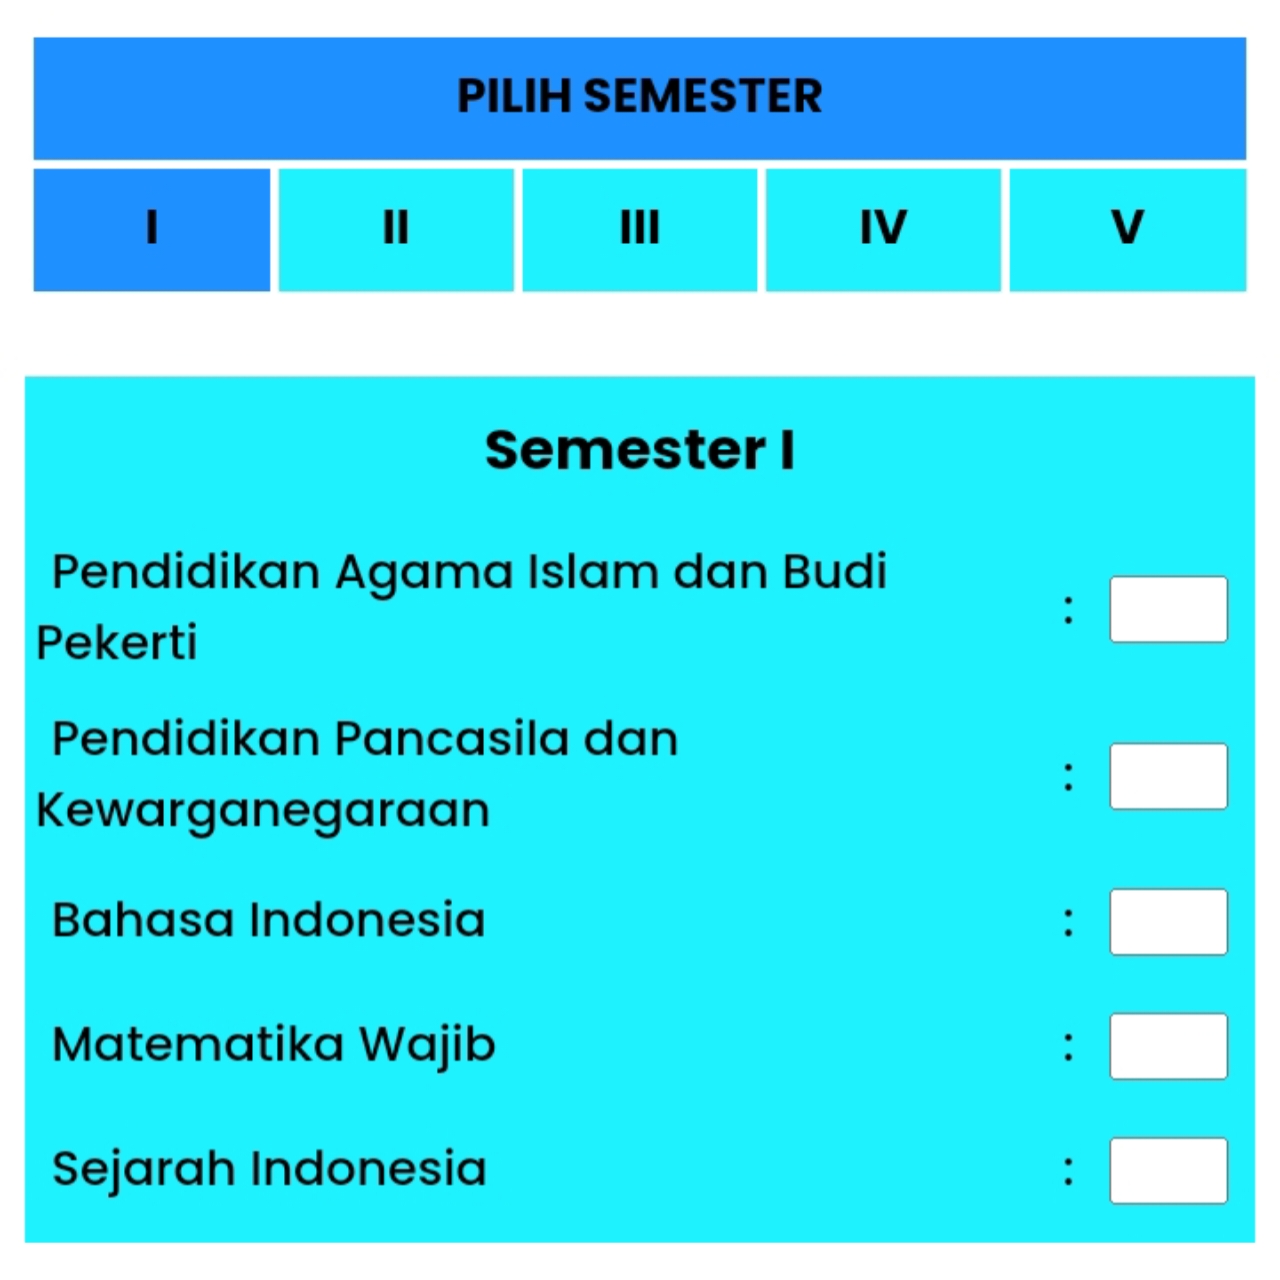 PILIH SEMESTER
I II III IV V
Semester I
Pendidikan Agama Islam dan Budi
Pekerti :
Pendidikan Pancasila dan
Kewarganegaraan :
Bahasa Indonesia :
Matematika Wajib :
Sejarah Indonesia :